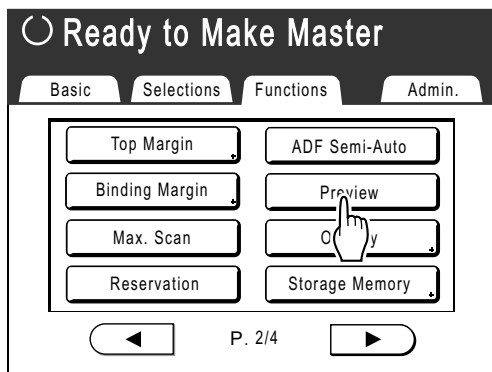 Ready to Make Master
Basic Selections Functions Admin.
Top Margin ADF Semi-Auto
Binding Margin Preview
Max. Scan
Reservation Storage Memory
P. 2/4